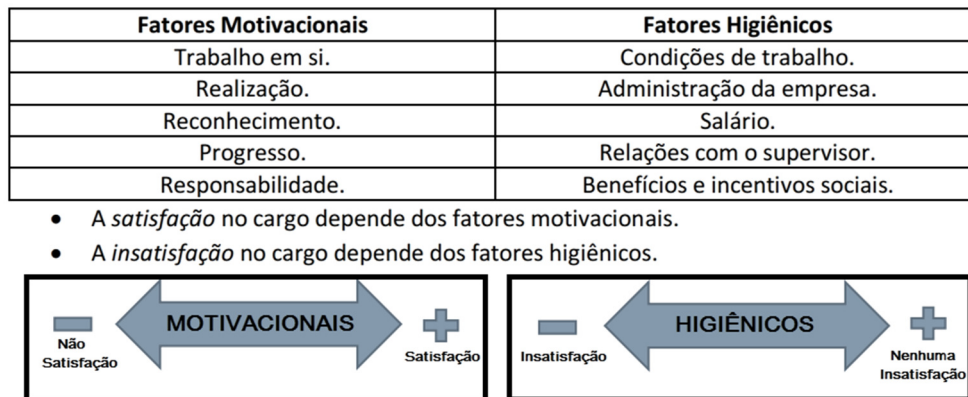 Fatores Motivacionais Fatores Higiênicos
Trabalho em si. Condições de trabalho.
Realização. Administração da empresa.
Reconhecimento. Salário.
Progresso. Relações com o supervisor.
Responsabilidade. Benefícios e incentivos sociais.
• A satisfação no cargo depende dos fatores motivacionais.
• A insatisfação no cargo depende dos fatores higiênicos.
MOTIVACIONAIS
Não
Satisfação
Satisfação
HIGIÊNICOS
Insatisfação
Nenhuma
Insatisfação